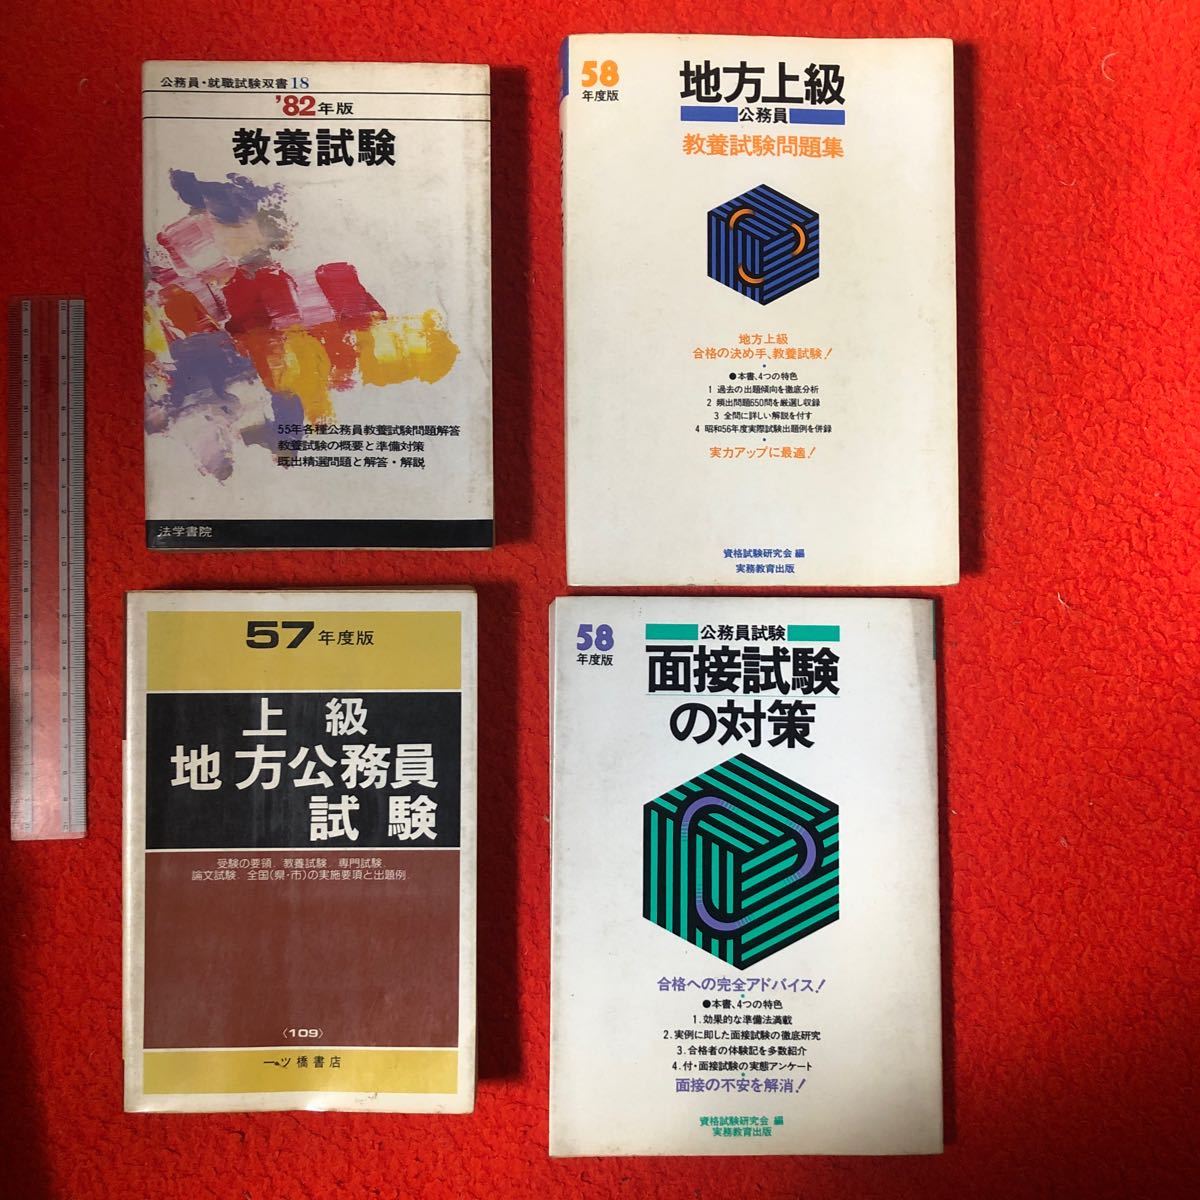 公務員・就職試験双書18
'82年版
教養試験
55年各種公務員教養試験問題解答
教養試験の概要と準備対策
既出精選問題と解答・解説
法学書院
58
年度版
地方上級
公務員
教養試験問題集
地方上級
合格の決め手、教養試験!
●本書、4つの特色
1 過去の出題傾向を徹底分析
2 頻出問題650問を厳選し収録
3 全問に詳しい解説を付す
4 昭和56年度実際試験出題例を併録
・実力アップに最適!
資格試験研究会 編
実務教育出版
57年度版
上級
地方公務員
試験
受験の要領. 教養試験. 専門試験.
論文試験. 全国(県・市)の実施要項と出題例.
〈109〉
一ツ橋書店
58
年度版
公務員試験
面接試験
の対策
合格への完全アドバイス!
●本書、4つの特色
1. 効果的な準備法満載
2. 実例に即した面接試験の徹底研究
3. 合格者の体験記を多数紹介
4. 付・面接試験の実態アンケート
面接の不安を解消!
資格試験研究会 編
実務教育出版